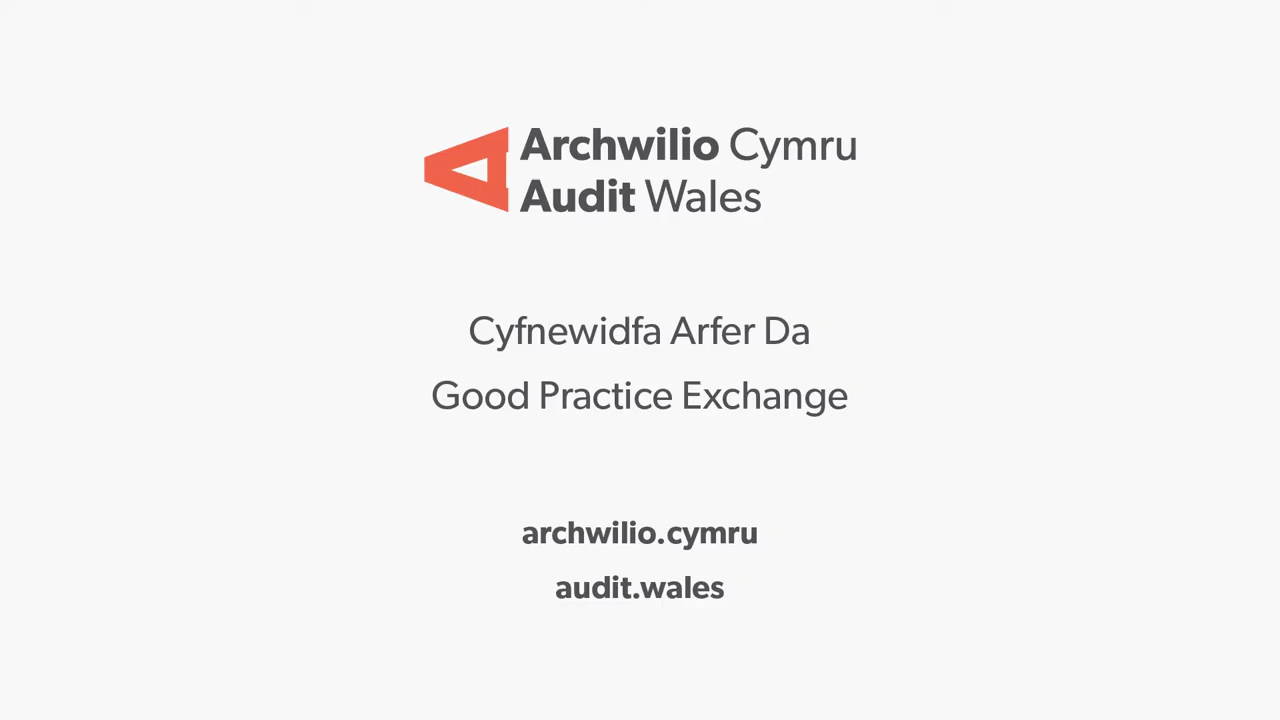 Archwilio Cymru
Audit Wales
Cyfnewidfa Arfer Da
Good Practice Exchange
archwilio.cymru
audit.wales